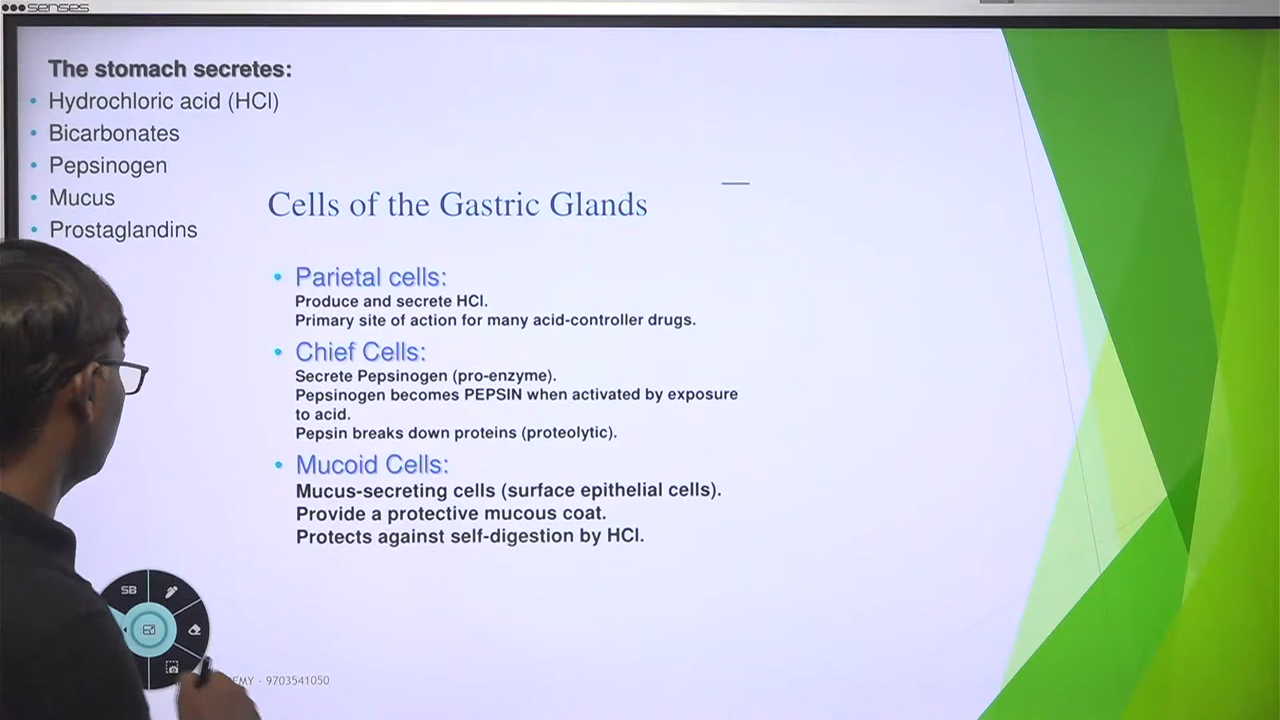 senses
The stomach secretes:
• Hydrochloric acid (HCl)
• Bicarbonates
• Pepsinogen
• Mucus
• Prostaglandins
Cells of the Gastric Glands
• Parietal cells:
Produce and secrete HCl.
Primary site of action for many acid-controller drugs.
• Chief Cells:
Secrete Pepsinogen (pro-enzyme).
Pepsinogen becomes PEPSIN when activated by exposure
to acid.
Pepsin breaks down proteins (proteolytic).
• Mucoid Cells:
Mucus-secreting cells (surface epithelial cells).
Provide a protective mucous coat.
Protects against self-digestion by HCl.
SB
EMY - 9703541050